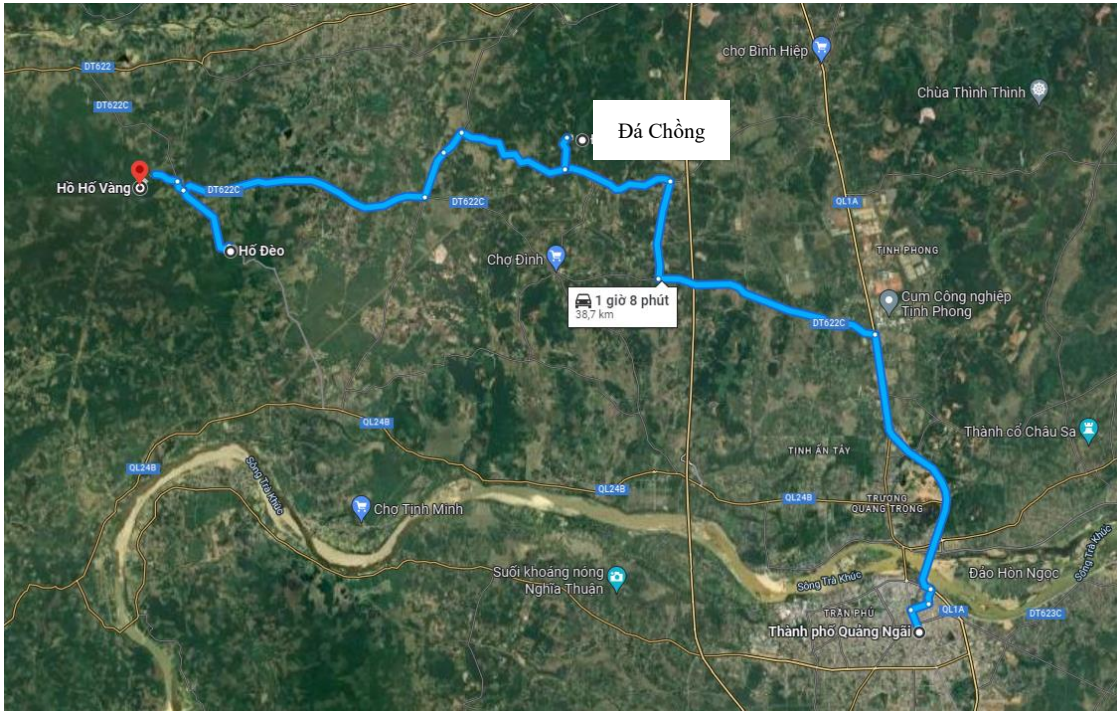 chợ Bình Hiệp
DT622
Chùa Thình Thình
DT622C
Đá Chồng
Hồ Hố Vàng
DT622C
DT622C
QL1A
TỊNH PHONG
Hố Đèo
Chợ Đình
1 giờ 8 phút
38,7 km
Cụm Công nghiệp
Tịnh Phong
DT622C
QL24B
Thành cổ Châu Sa
TỊNH ẤN TÂY
QL24B
Sông Trà Khúc
QL24B
QL24B
TRƯƠNG
QUANG TRỌNG
Chợ Tịnh Minh
Sông Trà Khúc
Suối khoáng nóng
Nghĩa Thuận
Sông Trà Khúc
Đảo Hòn Ngọc
TRẦN PHÚ
QL1A
DT623C
Thành phố Quảng Ngãi